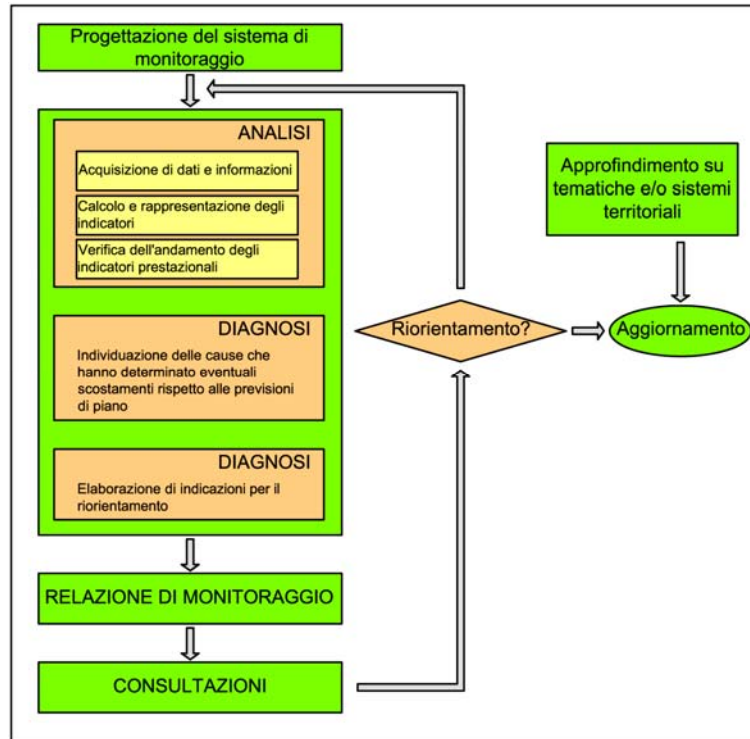 Progettazione del sistema di
monitoraggio
ANALISI
Acquisizione di dati e informazioni
Calcolo e rappresentazione degli
indicatori
Verifica dell'andamento degli
indicatori prestazionali
DIAGNOSI
Individuazione delle cause che
hanno determinato eventuali
scostamenti rispetto alle previsioni
di piano
DIAGNOSI
Elaborazione di indicazioni per il
riorientamento
RELAZIONE DI MONITORAGGIO
CONSULTAZIONI
Riorientamento?
Approfindimento su
tematiche e/o sistemi
territoriali
Aggiornamento